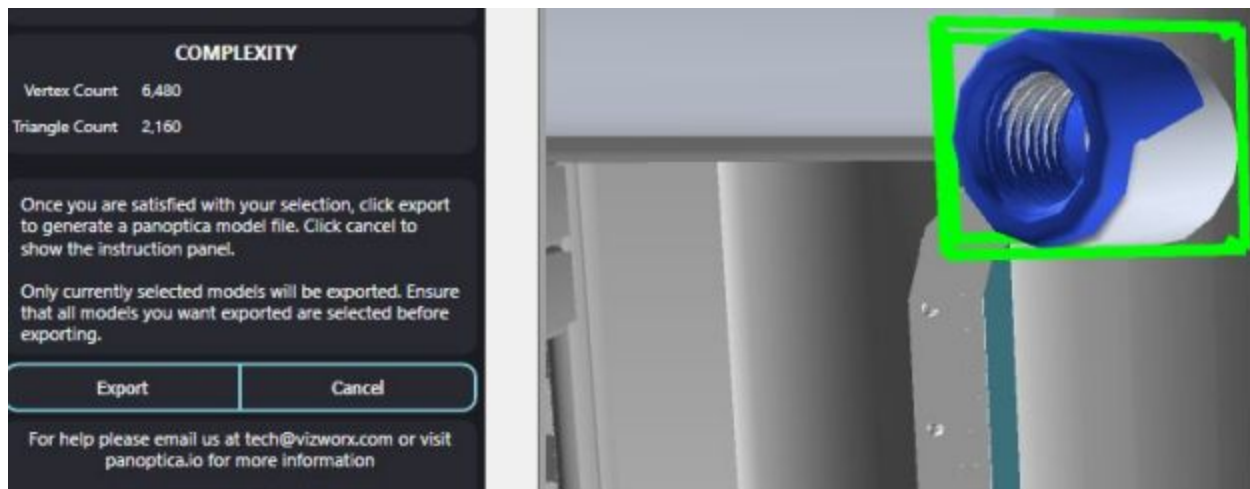 COMPLEXITY
Vertex Count 6,480
Triangle Count 2,160
Once you are satisfied with your selection, click export
to generate a panoptica model file. Click cancel to
show the instruction panel.
Only currently selected models will be exported. Ensure
that all models you want exported are selected before
exporting.
Export Cancel
For help please email us at tech@vizworx.com or visit
panoptica.io for more information